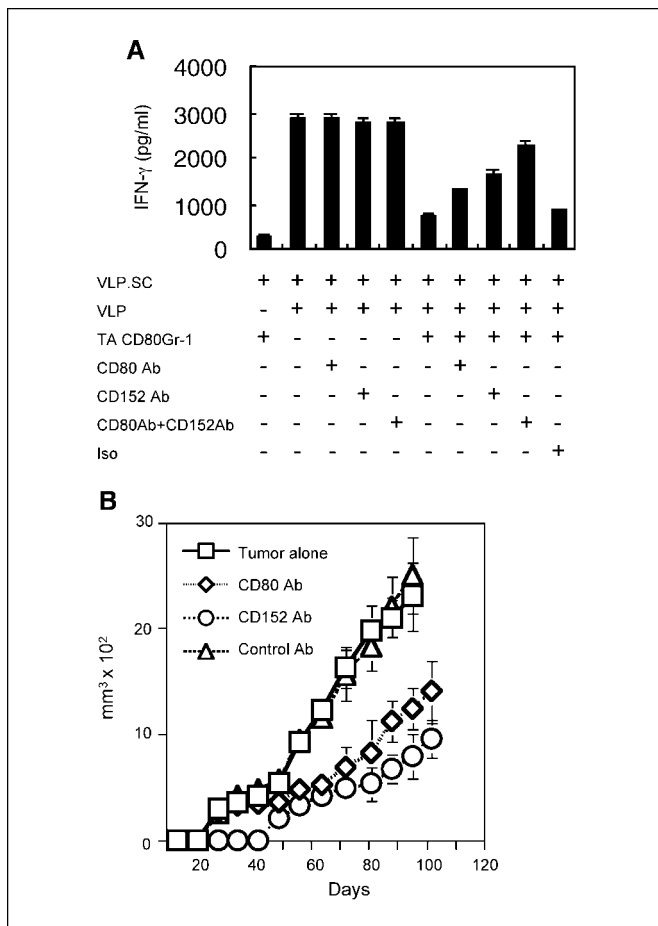 A
4000
3000
2000
1000
0
IFN-γ (pg/ml)
VLP.SC + + + + + + + + + +
VLP - + + + + + + + + +
TA CD80Gr-1 + - - - - + + + + +
CD80 Ab - - + - - - + - - -
CD152 Ab - - - + - - - + - -
CD80Ab+CD152Ab - - - - + - - - + -
Iso - - - - - - - - - +
B
30
20
10
0
mm³ x 10²
Tumor alone
CD80 Ab
CD152 Ab
Control Ab
20 40 60 80 100 120
Days